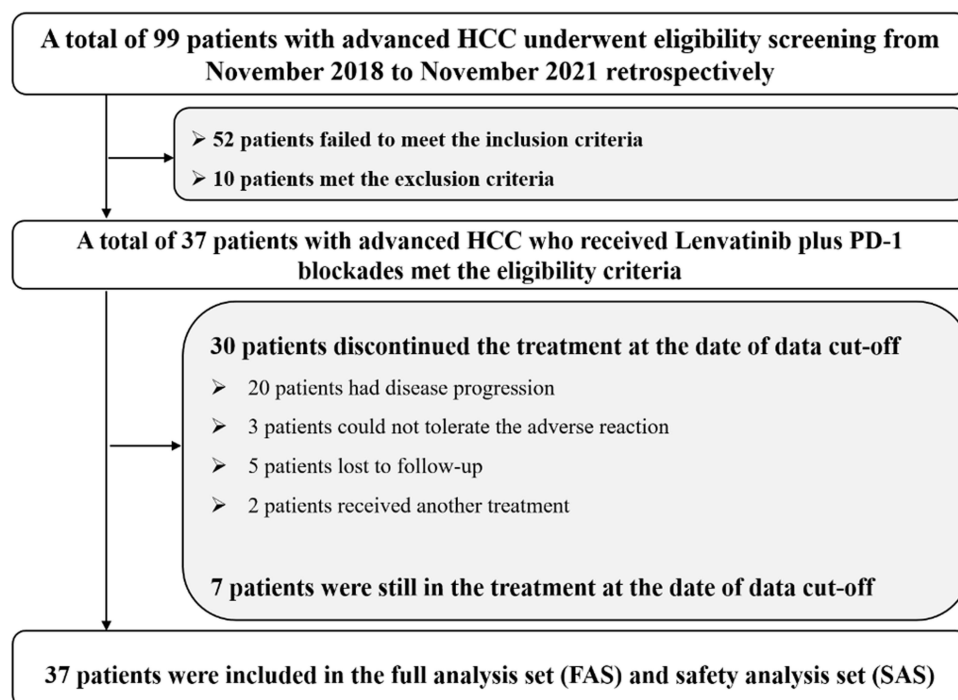 A total of 99 patients with advanced HCC underwent eligibility screening from
November 2018 to November 2021 retrospectively
➢ 52 patients failed to meet the inclusion criteria
➢ 10 patients met the exclusion criteria
A total of 37 patients with advanced HCC who received Lenvatinib plus PD-1
blockades met the eligibility criteria
30 patients discontinued the treatment at the date of data cut-off
➢ 20 patients had disease progression
➢ 3 patients could not tolerate the adverse reaction
➢ 5 patients lost to follow-up
➢ 2 patients received another treatment
7 patients were still in the treatment at the date of data cut-off
37 patients were included in the full analysis set (FAS) and safety analysis set (SAS)